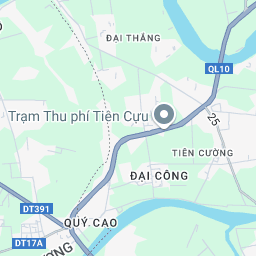 ĐẠI THẮNG
QL10
Trạm Thu phí Tiên Cựu
25
TIÊN CƯỜNG
ĐẠI CÔNG
DT391
QUÝ CAO
DT17A